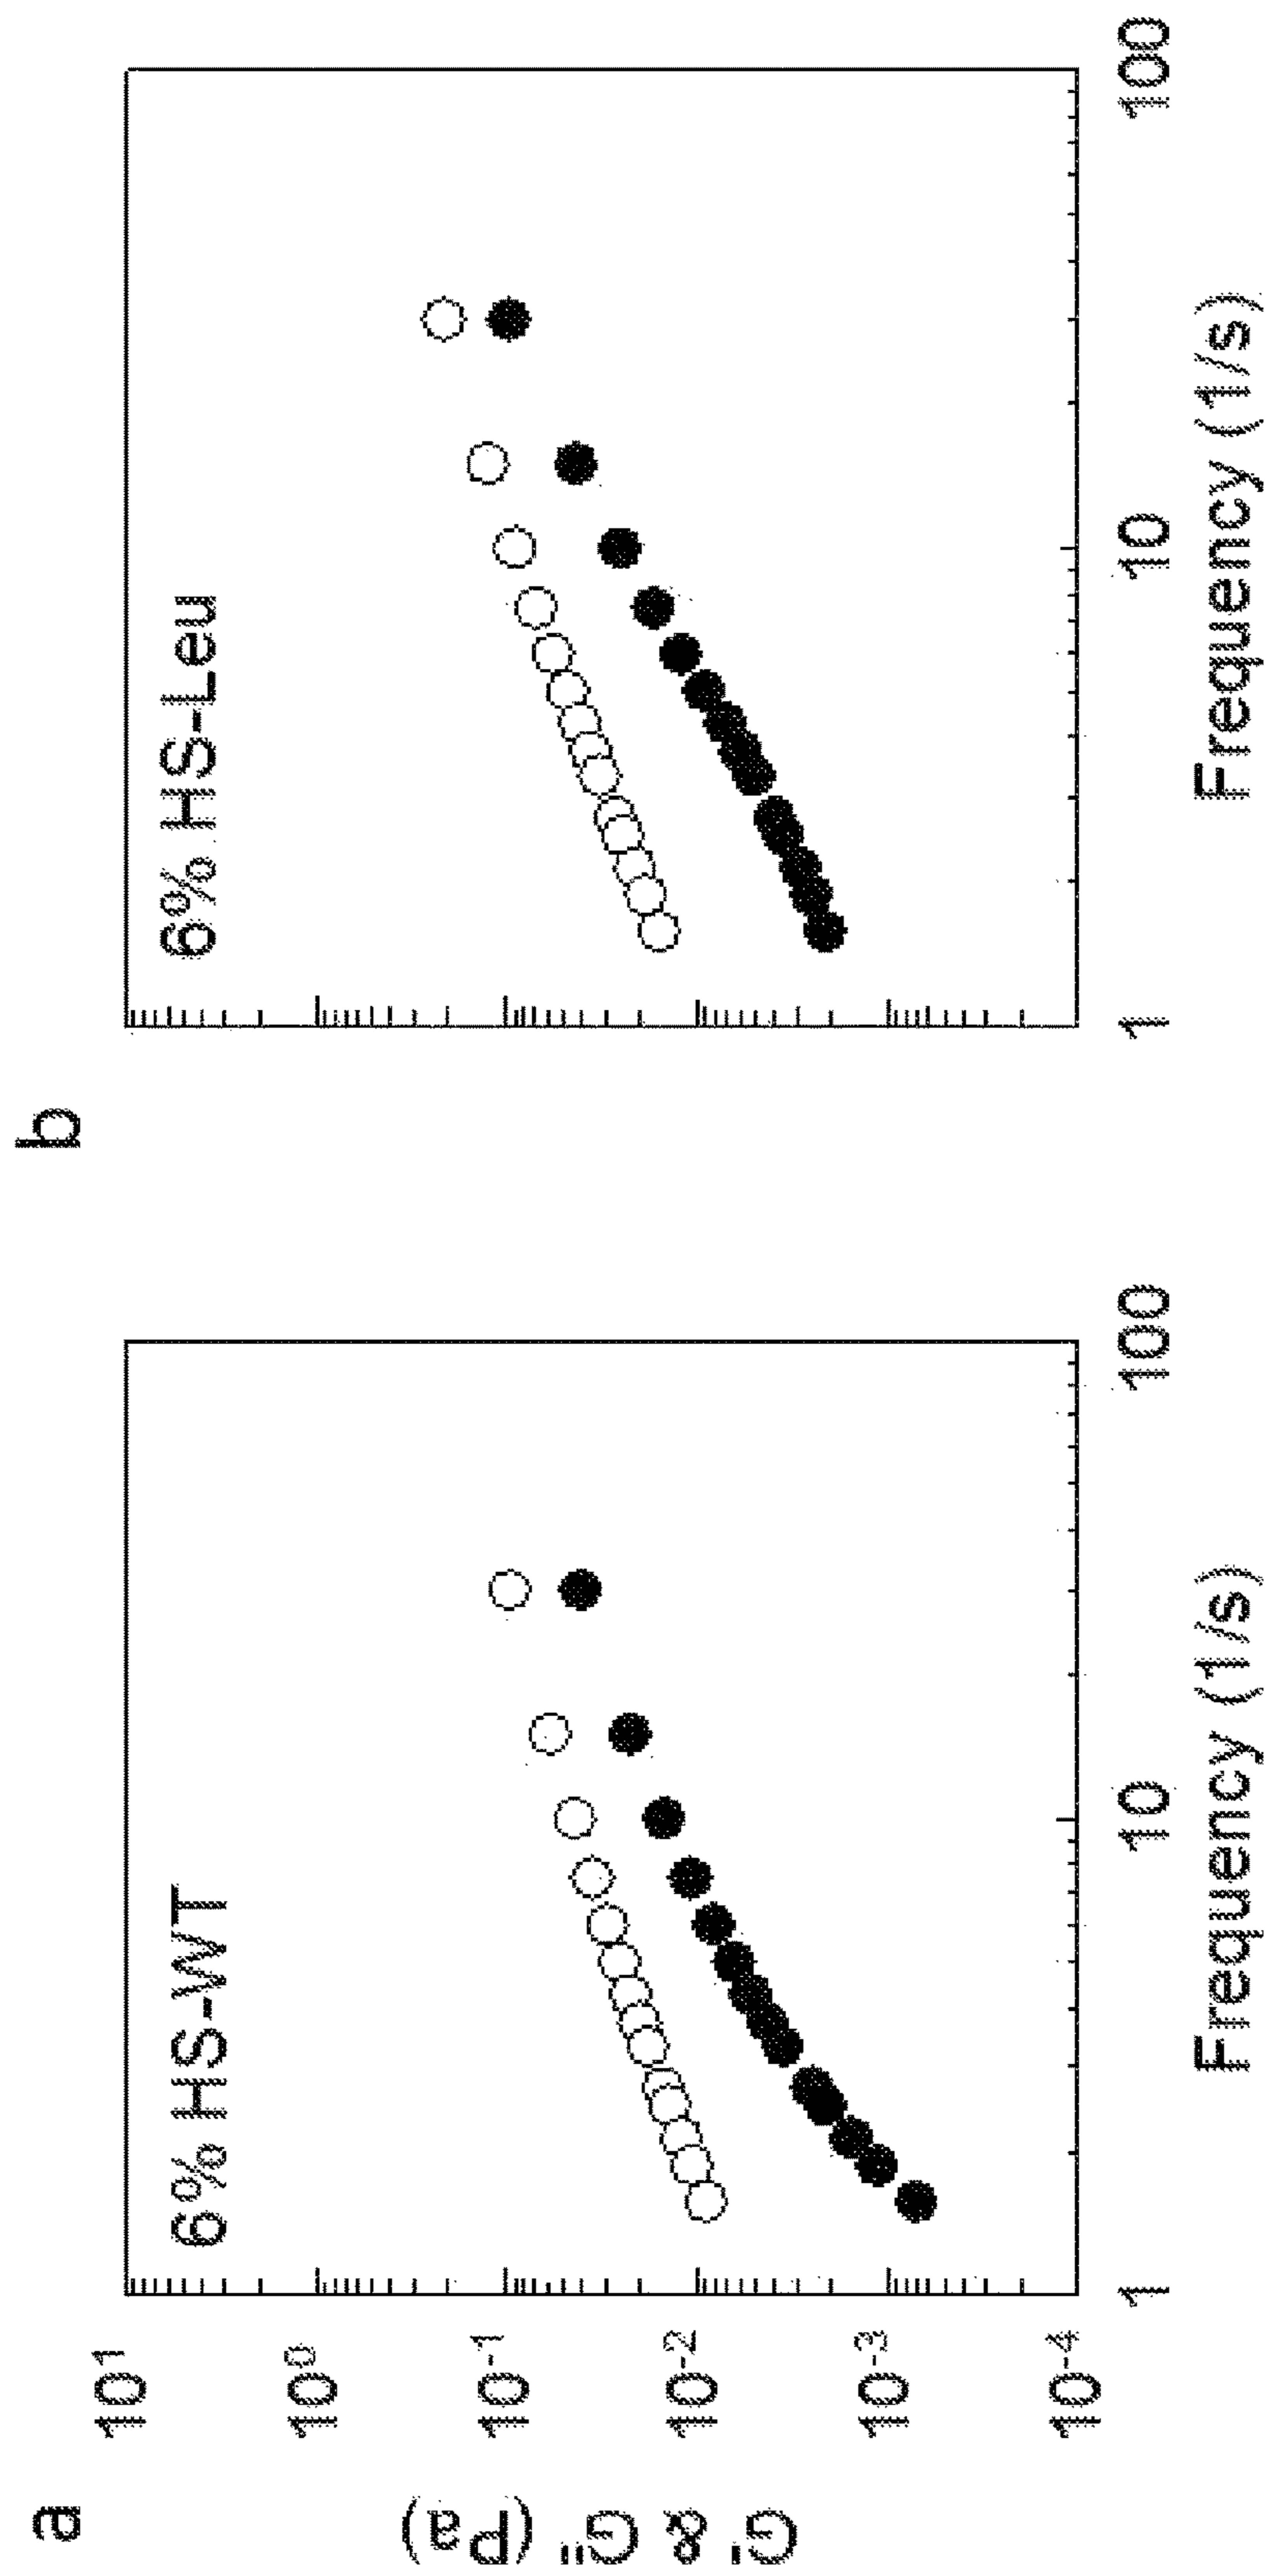 a
6% HS-WT
G' & G" (Pa)
10¹
10⁰
10⁻¹
10⁻²
10⁻³
10⁻⁴
1
10
100
Frequency (1/s)
b
6% HS-Leu
1
10
100
Frequency (1/s)